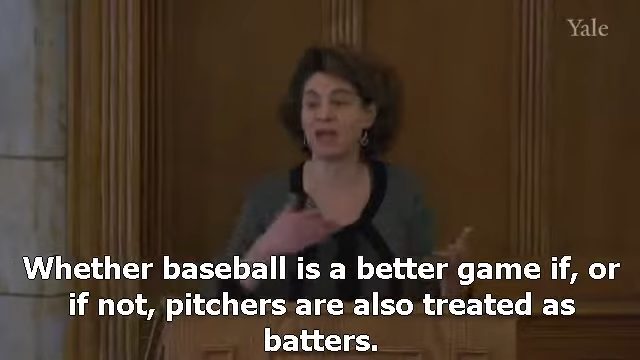 Yale
Whether baseball is a better game if, or
if not, pitchers are also treated as
batters.